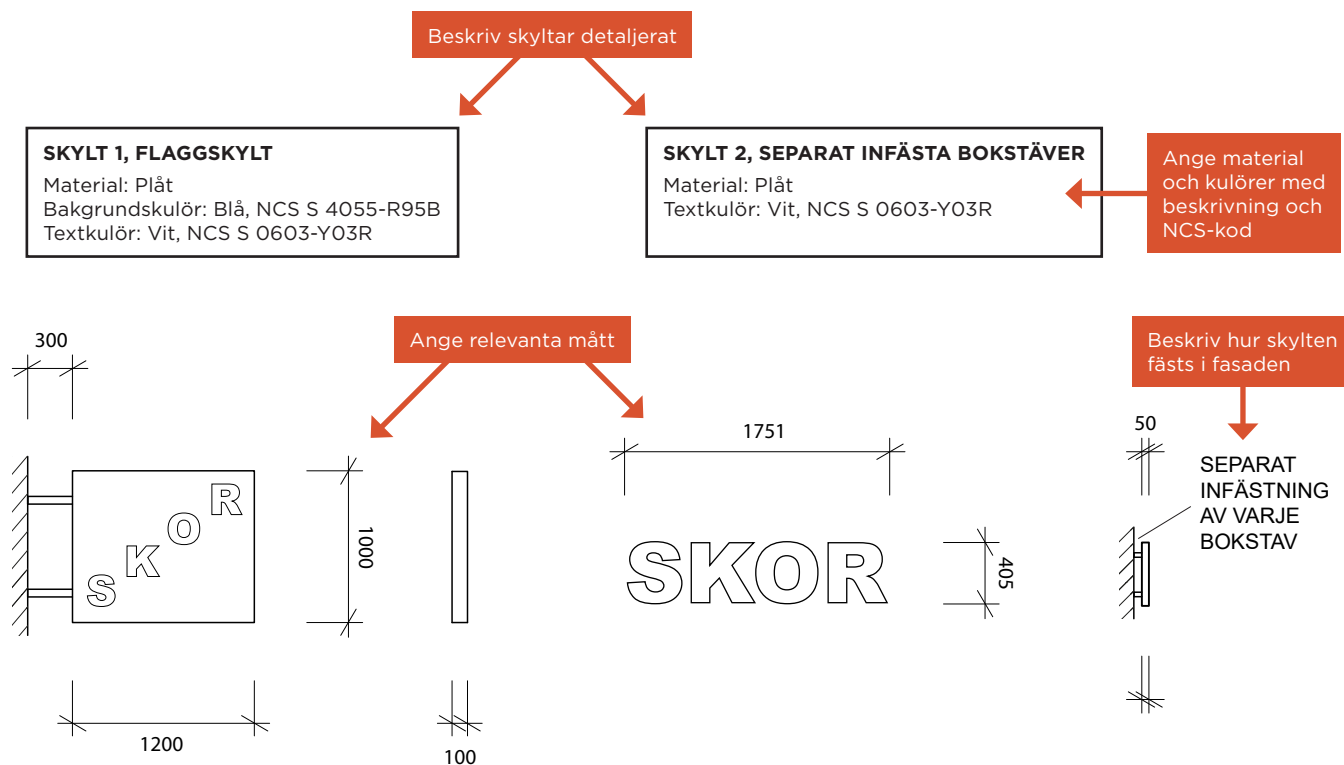 Beskriv skyltar detaljerat
SKYLT 1, FLAGGSKYLT
Material: Plåt
Bakgrundskulör: Blå, NCS S 4055-R95B
Textkulör: Vit, NCS S 0603-Y03R
SKYLT 2, SEPARAT INFÄSTA BOKSTÄVER
Material: Plåt
Textkulör: Vit, NCS S 0603-Y03R
Ange material
och kulörer med
beskrivning och
NCS-kod
Ange relevanta mått
Beskriv hur skylten
fästs i fasaden
300
SKOR
1200
1000
100
1751
SKOR
405
50
SEPARAT
INFÄSTNING
AV VARJE
BOKSTAV